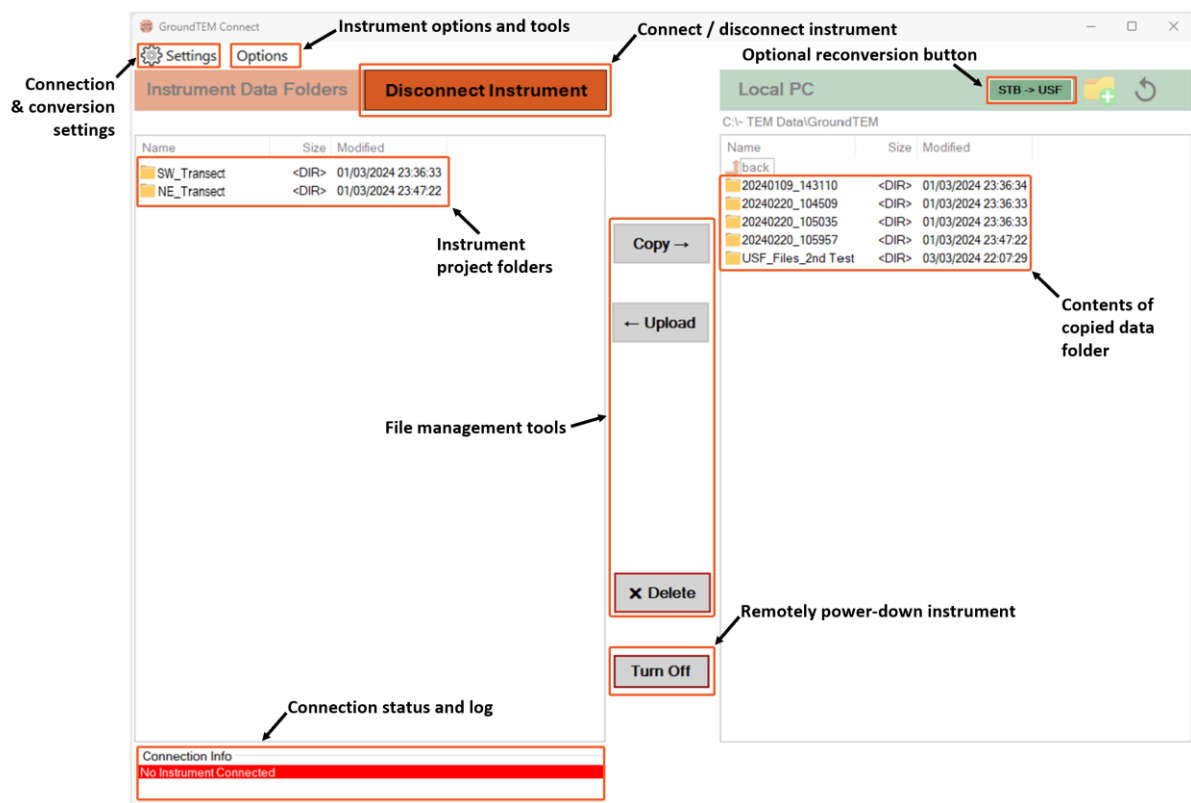 GroundTEM Connect
Instrument options and tools
Connect / disconnect instrument
Settings
Options
Optional reconversion button
Connection
& conversion
settings
Instrument Data Folders
Disconnect Instrument
Local PC
STB -> USF
C:\- TEM Data\GroundTEM
Name Size Modified
SW_Transect <DIR> 01/03/2024 23:36:33
NE_Transect <DIR> 01/03/2024 23:47:22
Instrument
project folders
Name Size Modified
back
20240109_143110 <DIR> 01/03/2024 23:36:34
20240220_104509 <DIR> 01/03/2024 23:36:33
20240220_105035 <DIR> 01/03/2024 23:36:33
20240220_105957 <DIR> 01/03/2024 23:47:22
USF_Files_2nd Test <DIR> 03/03/2024 22:07:29
Copy →
← Upload
Contents of
copied data
folder
File management tools
✕ Delete
Remotely power-down instrument
Turn Off
Connection status and log
Connection Info
No Instrument Connected